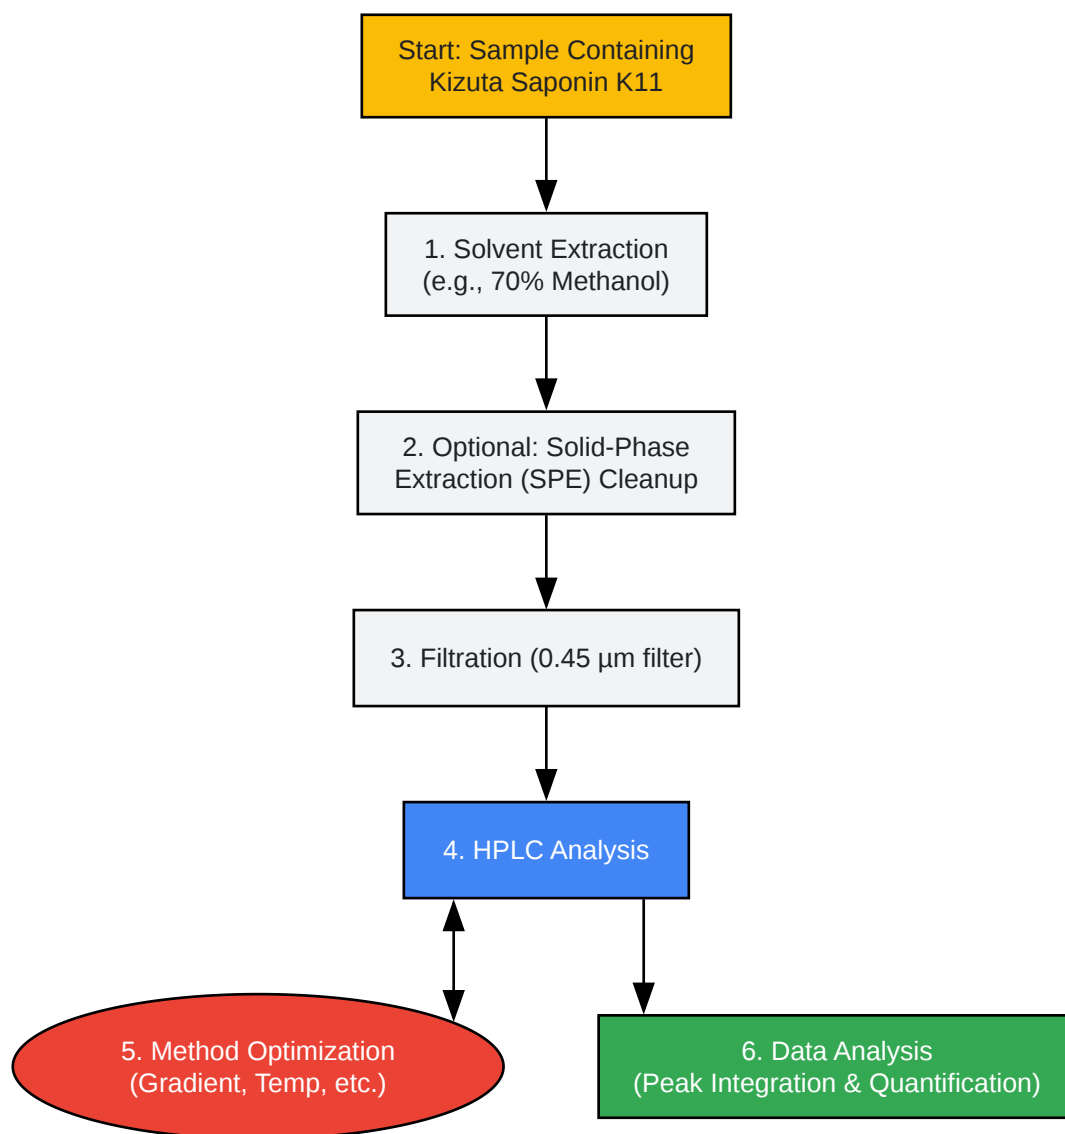 Start: Sample Containing
Kizuta Saponin K11
1. Solvent Extraction
(e.g., 70% Methanol)
2. Optional: Solid-Phase
Extraction (SPE) Cleanup
3. Filtration (0.45 µm filter)
4. HPLC Analysis
5. Method Optimization
(Gradient, Temp, etc.)
6. Data Analysis
(Peak Integration & Quantification)